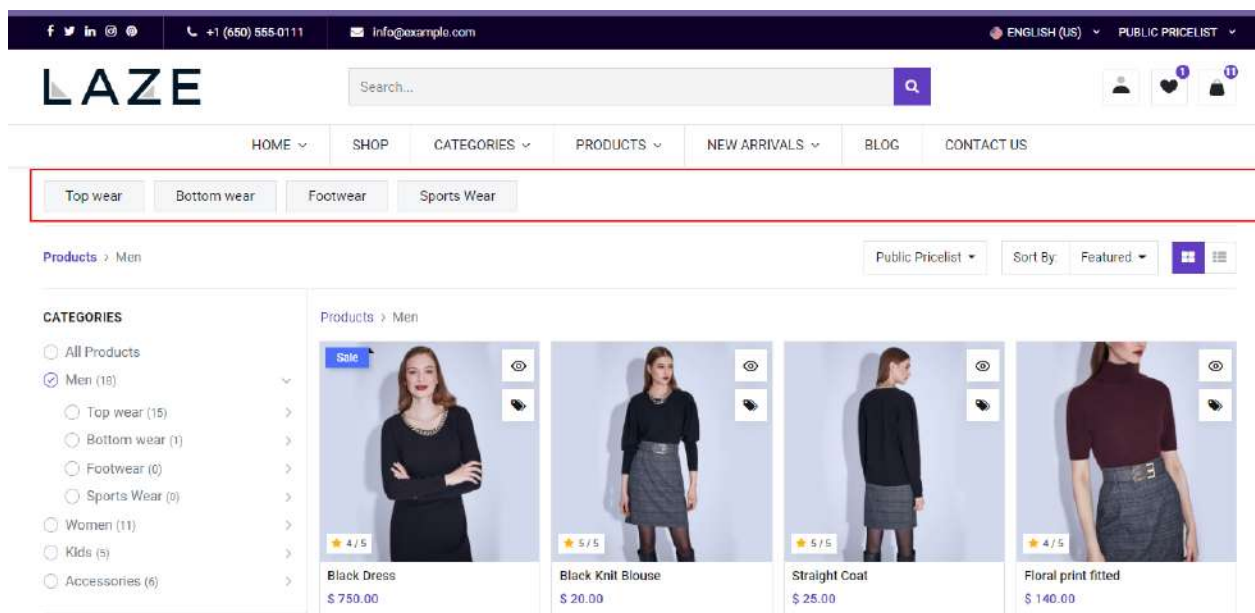 +1 (650) 555-0111 info@example.com ENGLISH (US) PUBLIC PRICELIST
LAZE Search... 1 11
HOME SHOP CATEGORIES PRODUCTS NEW ARRIVALS BLOG CONTACT US
Top wear Bottom wear Footwear Sports Wear
Products › Men Public Pricelist Sort By: Featured
CATEGORIES
All Products
Men (18)
Top wear (15)
Bottom wear (1)
Footwear (0)
Sports Wear (0)
Women (11)
Kids (5)
Accessories (6)
Products › Men
Sale
4 / 5 5 / 5 5 / 5 4 / 5
Black Dress Black Knit Blouse Straight Coat Floral print fitted
$ 750.00 $ 20.00 $ 25.00 $ 140.00